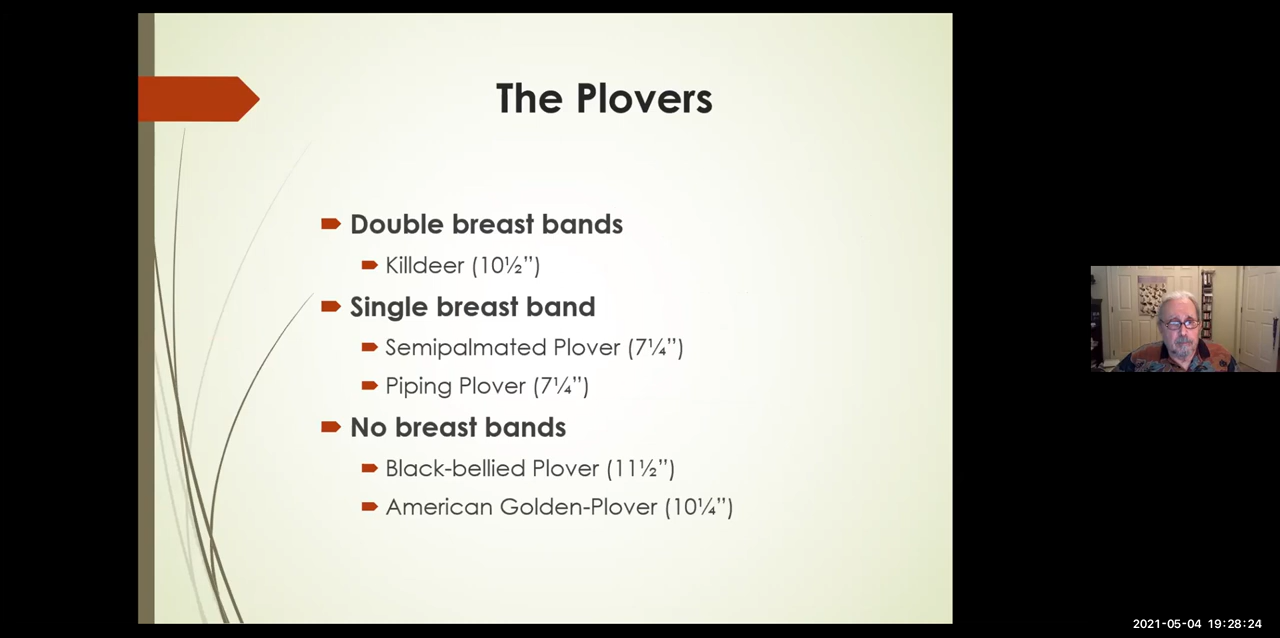 The Plovers
Double breast bands
Killdeer (10½”)
Single breast band
Semipalmated Plover (7¼”)
Piping Plover (7¼”)
No breast bands
Black-bellied Plover (11½”)
American Golden-Plover (10¼”)
2021-05-04 19:28:24